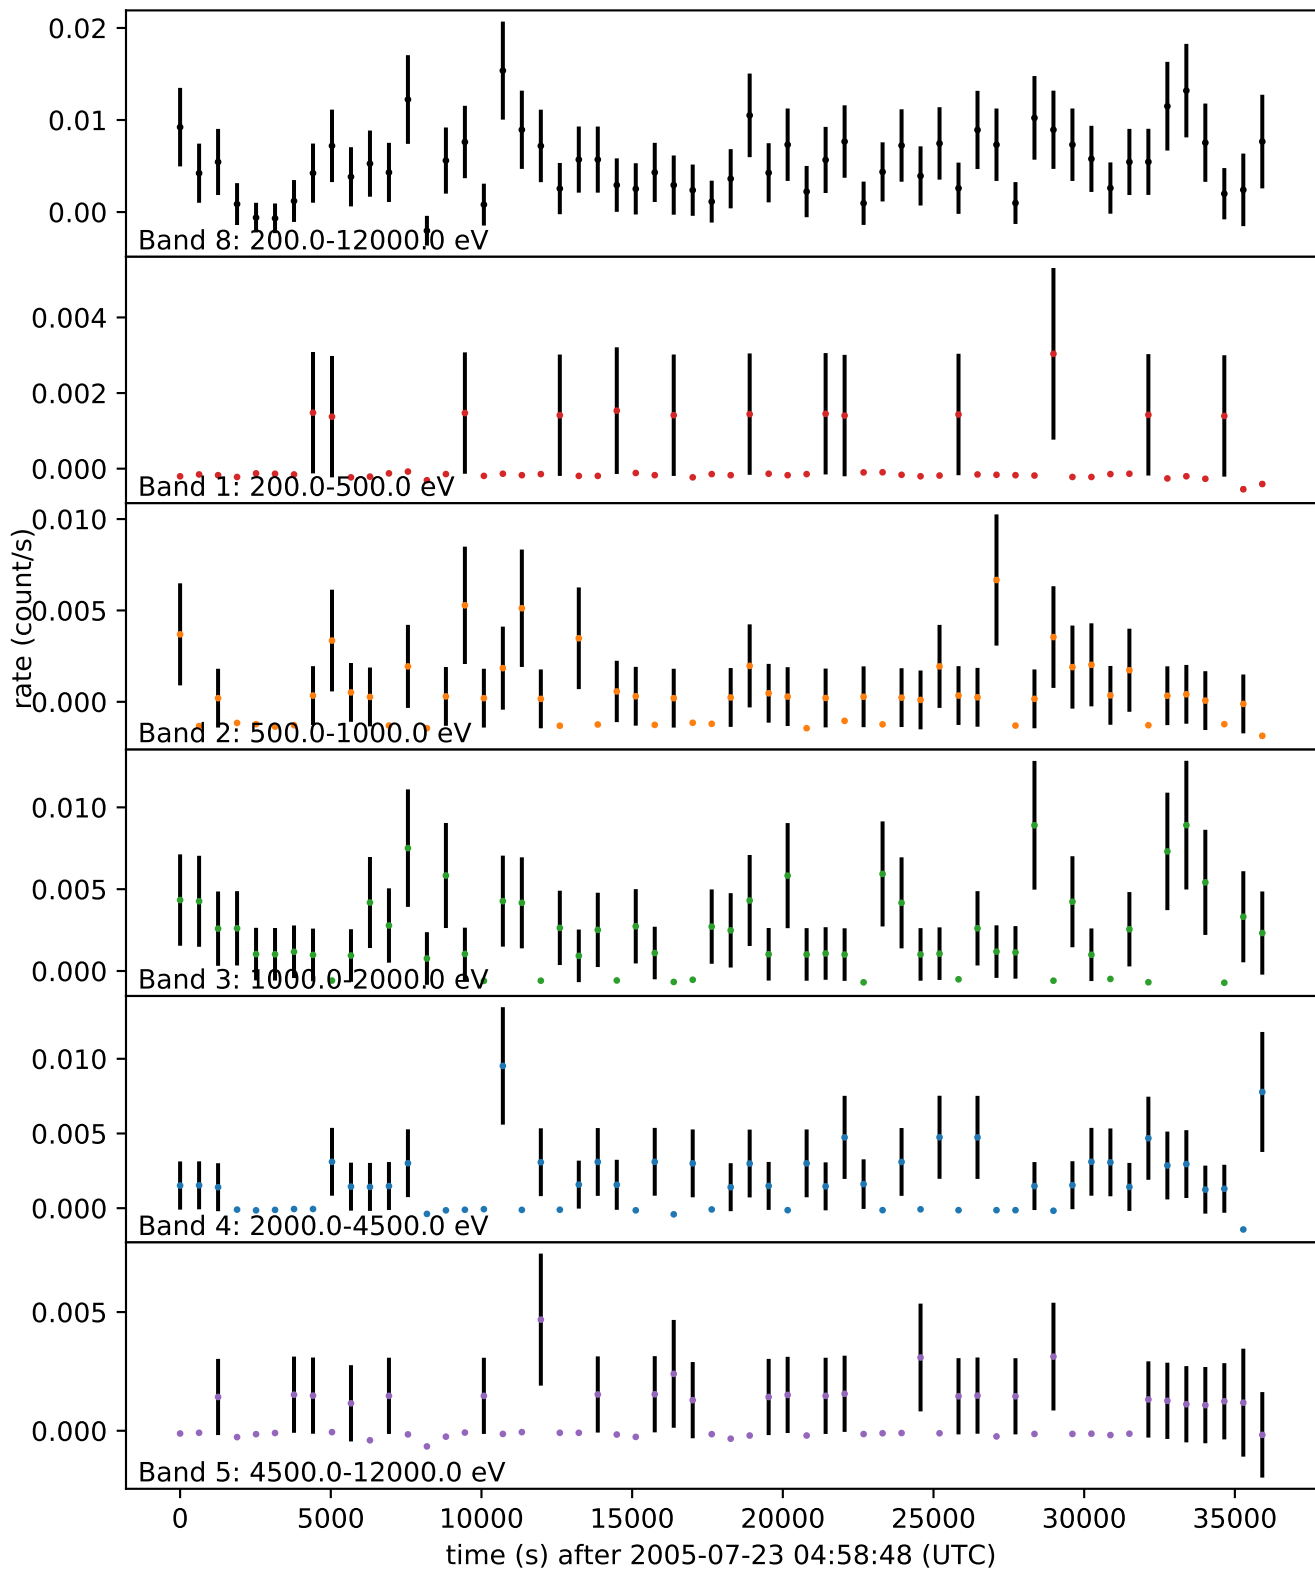 0.02
0.01
0.00
Band 8: 200.0-12000.0 eV
0.004
0.002
0.000
Band 1: 200.0-500.0 eV
rate (count/s)
0.010
0.005
0.000
Band 2: 500.0-1000.0 eV
0.010
0.005
0.000
Band 3: 1000.0-2000.0 eV
0.010
0.005
0.000
Band 4: 2000.0-4500.0 eV
0.005
0.000
Band 5: 4500.0-12000.0 eV
0 5000 10000 15000 20000 25000 30000 35000
time (s) after 2005-07-23 04:58:48 (UTC)